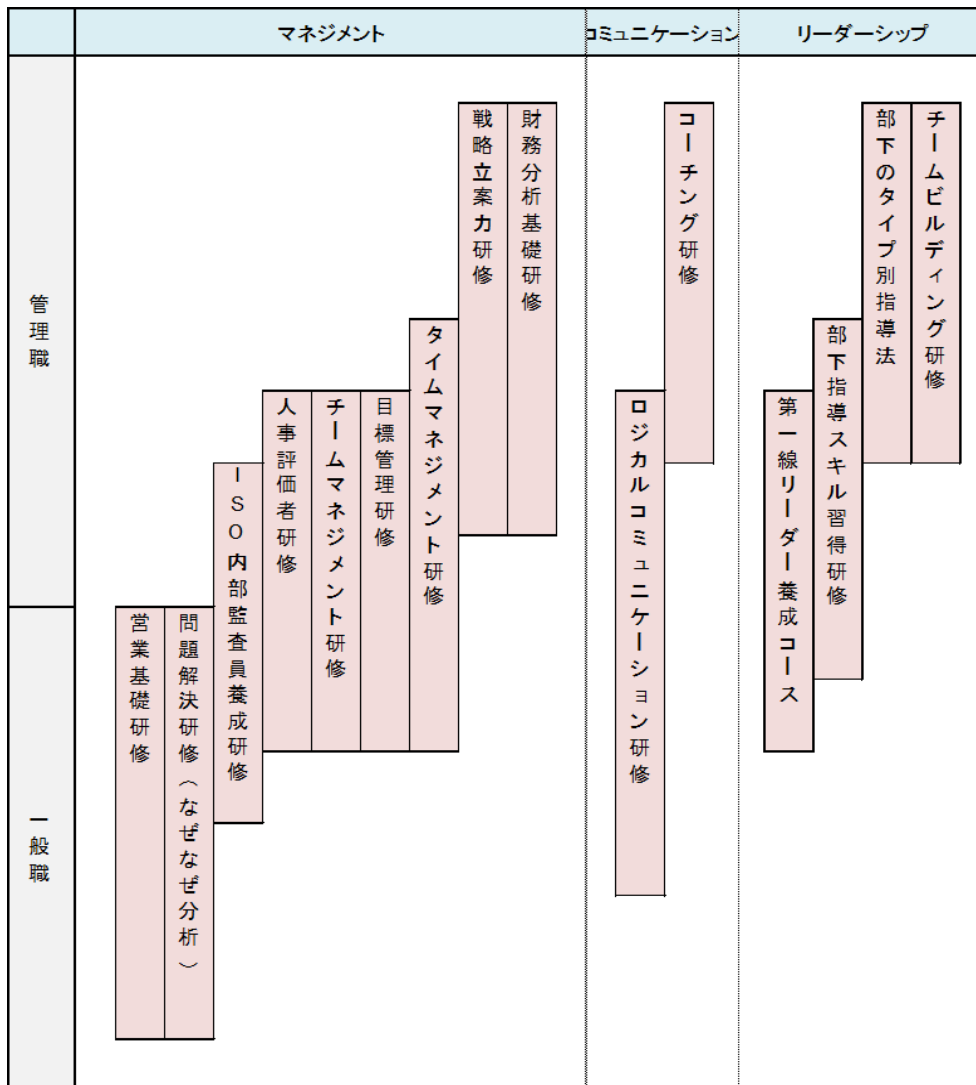 マネジメント
コミュニケーション
リーダーシップ
管理職
一般職
営業基礎研修
問題解決研修（なぜなぜ分析）
ISO内部監査員養成研修
人事評価者研修
チームマネジメント研修
目標管理研修
タイムマネジメント研修
戦略立案力研修
財務分析基礎研修
ロジカルコミュニケーション研修
コーチング研修
第一線リーダー養成コース
部下指導スキル習得研修
部下のタイプ別指導法
チームビルディング研修